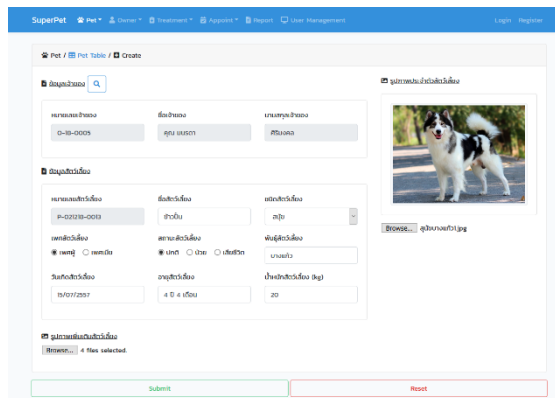 SuperPet Pet Owner Treatment Appoint Report User Management Login Register
Pet / Pet Table / Create
ข้อมูลเจ้าของ
รูปภาพประจำตัวสัตว์เลี้ยง
หมายเลขเจ้าของ ชื่อเจ้าของ นามสกุลเจ้าของ
O-18-0005 คุณ มนรดา ศิริมงคล
ข้อมูลสัตว์เลี้ยง
หมายเลขสัตว์เลี้ยง ชื่อสัตว์เลี้ยง ชนิดสัตว์เลี้ยง
P-021218-0013 ข้าวปั้น สุนัข
Browse... สุนัขบางแก้ว1.jpg
เพศสัตว์เลี้ยง สถานะสัตว์เลี้ยง พันธุ์สัตว์เลี้ยง
เพศผู้ เพศเมีย ปกติ ป่วย เสียชีวิต บางแก้ว
วันเกิดสัตว์เลี้ยง อายุสัตว์เลี้ยง น้ำหนักสัตว์เลี้ยง (kg)
15/07/2557 4 ปี 4 เดือน 20
รูปภาพเพิ่มเติมสัตว์เลี้ยง
Browse... 4 files selected.
Submit Reset